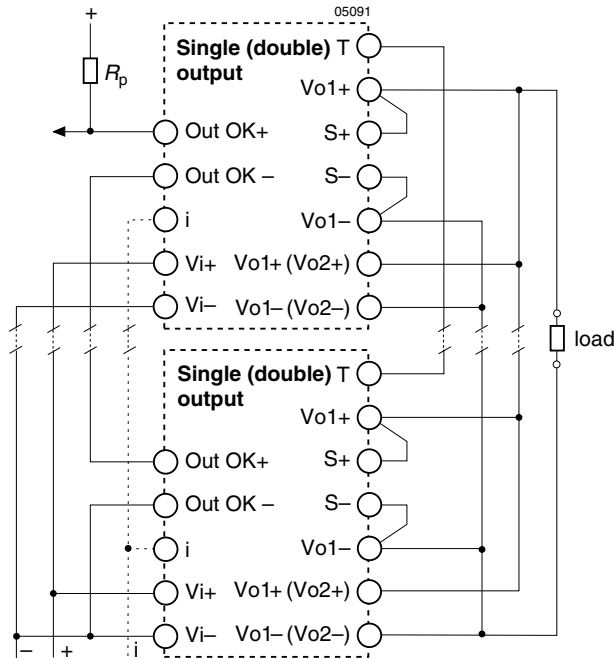 05091
+
Rp
Single (double) T
output
Vo1+
Out OK+
S+
Out OK –
S–
i
Vo1–
Vi+
Vo1+ (Vo2+)
Vi–
Vo1– (Vo2–)
load
Single (double) T
output
Vo1+
Out OK+
S+
Out OK –
S–
i
Vo1–
Vi+
Vo1+ (Vo2+)
Vi–
Vo1– (Vo2–)
– + i